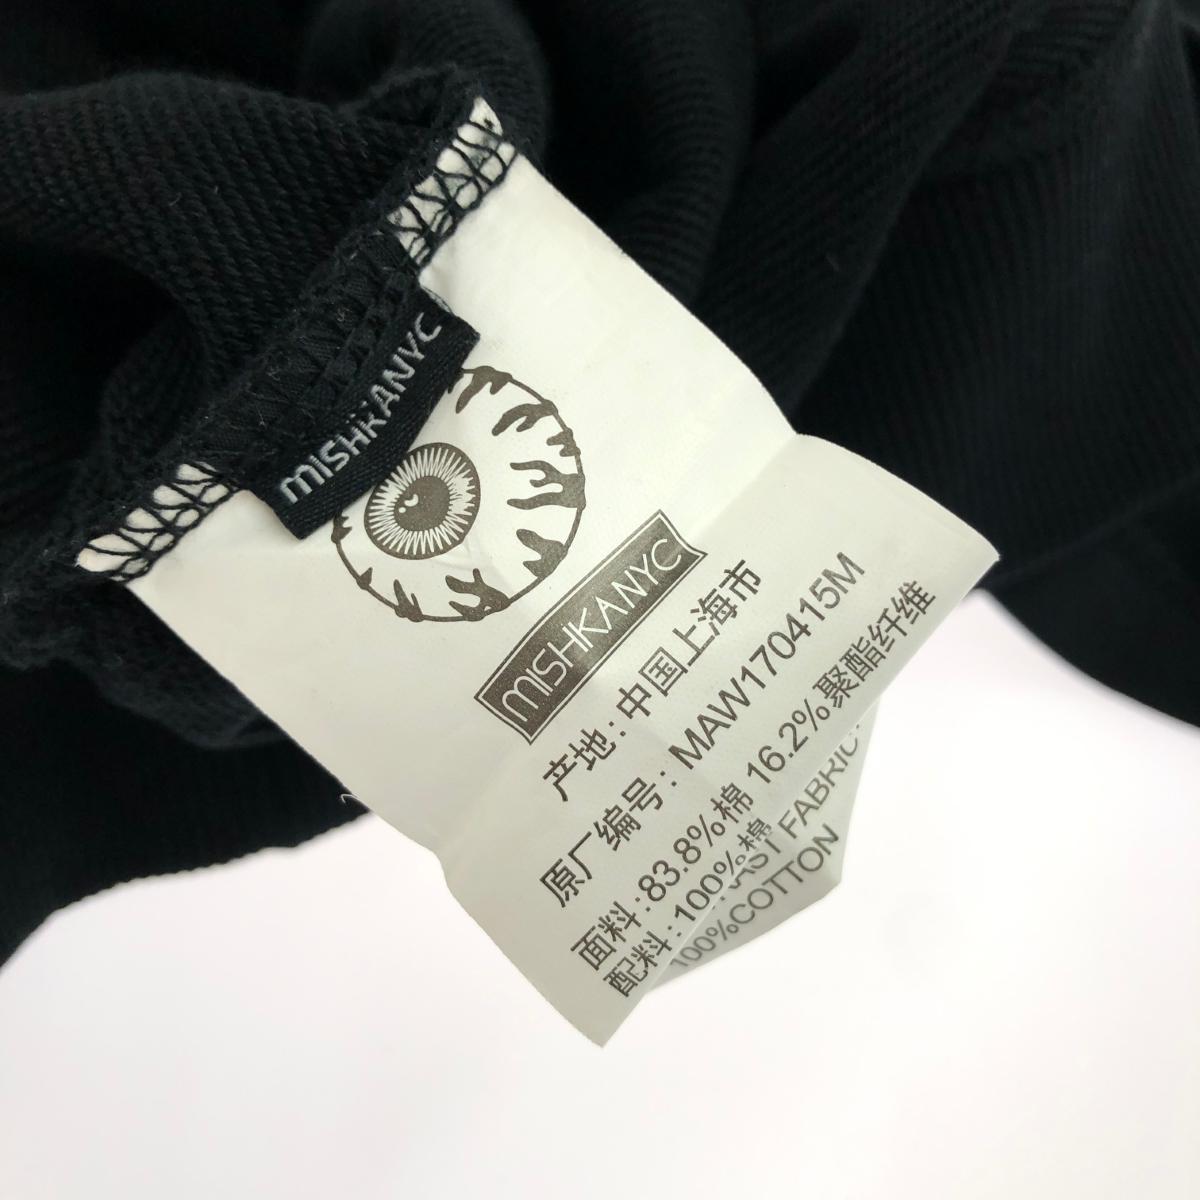 MISHKANYC
MISHKANYC
产地:中国上海市
原厂编号: MAW170415M
面料:83.8%棉 16.2%聚酯纤维
配料:100%棉
FABRIC:
100%COTTON